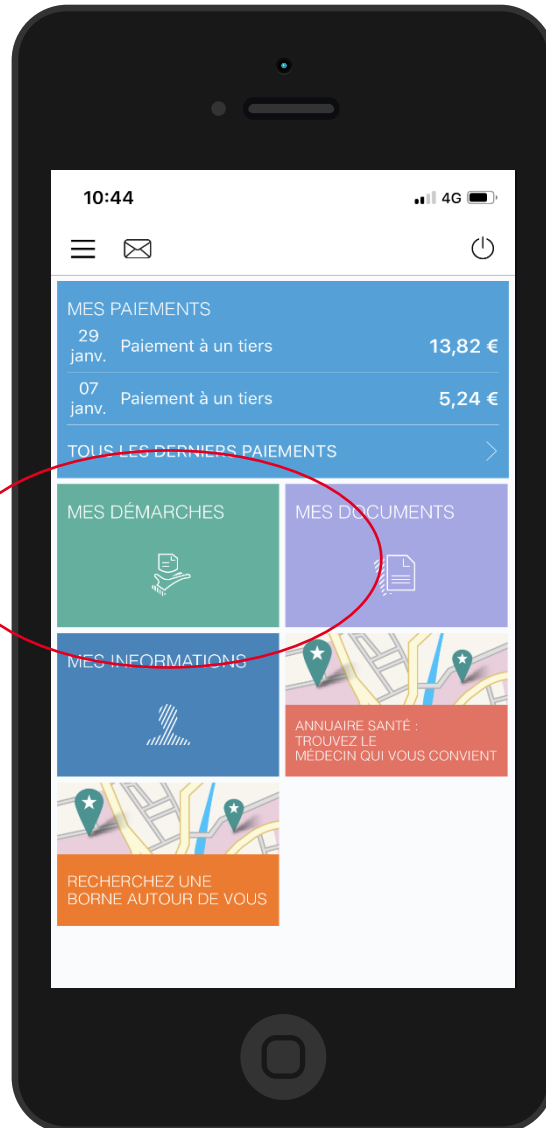 10:44
4G
MES PAIEMENTS
29 janv. Paiement à un tiers 13,82 €
07 janv. Paiement à un tiers 5,24 €
TOUS LES DERNIERS PAIEMENTS
MES DÉMARCHES
MES DOCUMENTS
MES INFORMATIONS
ANNUAIRE SANTÉ :
TROUVEZ LE
MÉDECIN QUI VOUS CONVIENT
RECHERCHEZ UNE
BORNE AUTOUR DE VOUS